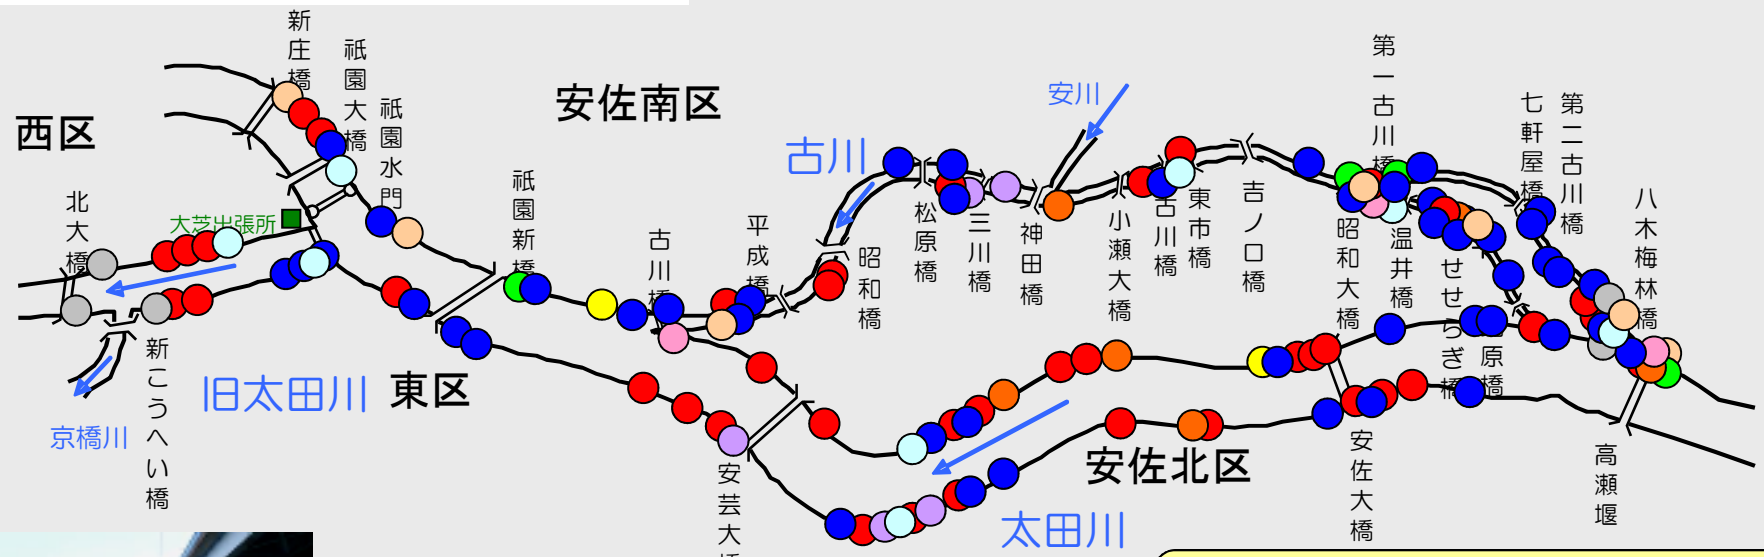 新庄橋
祇園大橋
祇園水門
西区
安佐南区
北大橋
大芝出張所
古川
安川
第一古川橋
七軒屋橋
第二古川橋
祇園新橋
古川橋
平成橋
昭和橋
松原橋
三川橋
神田橋
小瀬大橋
古川橋
東市橋
吉ノ口橋
昭和大橋
温井橋
せせらぎ橋
原橋
八木梅林橋
新こうへい橋
京橋川
旧太田川
東区
安芸大
太田川
安佐北区
安佐大橋
高瀬堰